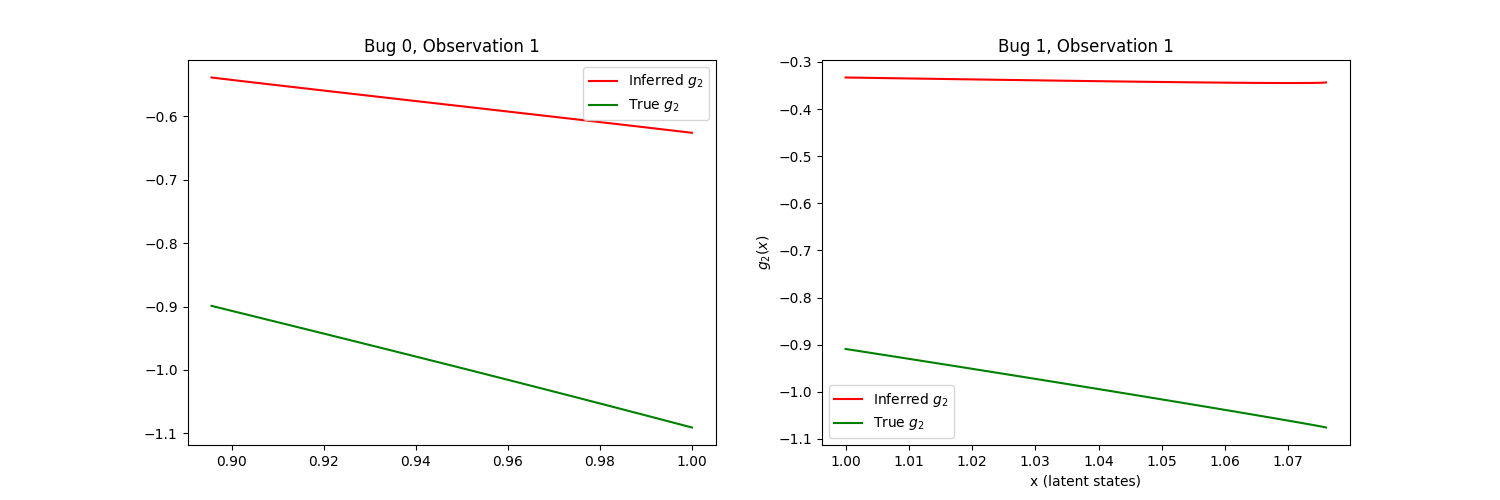 Bug 0, Observation 1
Inferred g₂
True g₂
−0.6
−0.7
−0.8
−0.9
−1.0
−1.1
0.90 0.92 0.94 0.96 0.98 1.00
Bug 1, Observation 1
−0.3
−0.4
−0.5
−0.6
−0.7
−0.8
−0.9
−1.0
−1.1
g₂(x)
Inferred g₂
True g₂
1.00 1.01 1.02 1.03 1.04 1.05 1.06 1.07
x (latent states)